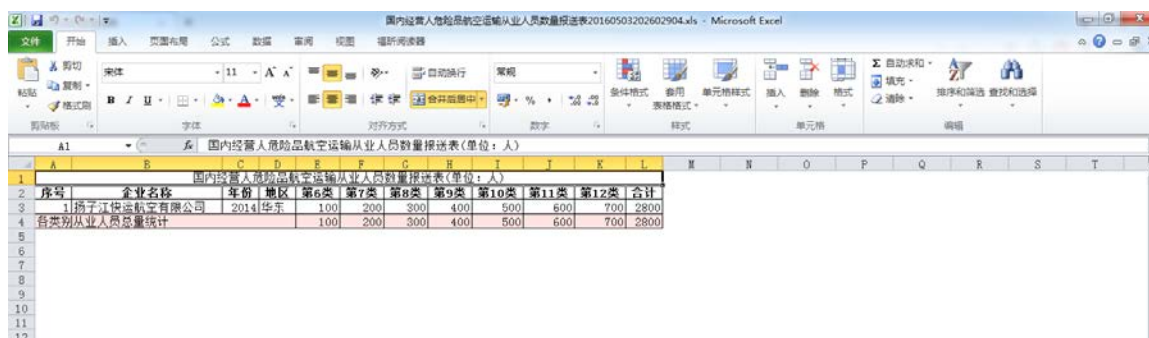 国内经营人危险品航空运输从业人员数量报送表20160503202602904.xls - Microsoft Excel
文件 开始 插入 页面布局 公式 数据 审阅 视图 福昕阅读器
剪切 宋体 11 A A 自动换行 常规 Σ 自动求和
粘贴 复制 条件格式 套用 单元格样式 插入 删除 格式 填充 排序和筛选 查找和选择
格式刷 B I U A 合并后居中 % 表格格式 清除
剪贴板 字体 对齐方式 数字 样式 单元格 编辑
A1 fx 国内经营人危险品航空运输从业人员数量报送表(单位：人)
A B C D E F G H I J K L M N O P Q R S T
1 国内经营人危险品航空运输从业人员数量报送表(单位：人)
2 序号 企业名称 年份 地区 第6类 第7类 第8类 第9类 第10类 第11类 第12类 合计
3 1 扬子江快运航空有限公司 2014 华东 100 200 300 400 500 600 700 2800
4 各类别从业人员总量统计 100 200 300 400 500 600 700 2800
5
6
7
8
9
10
11
12